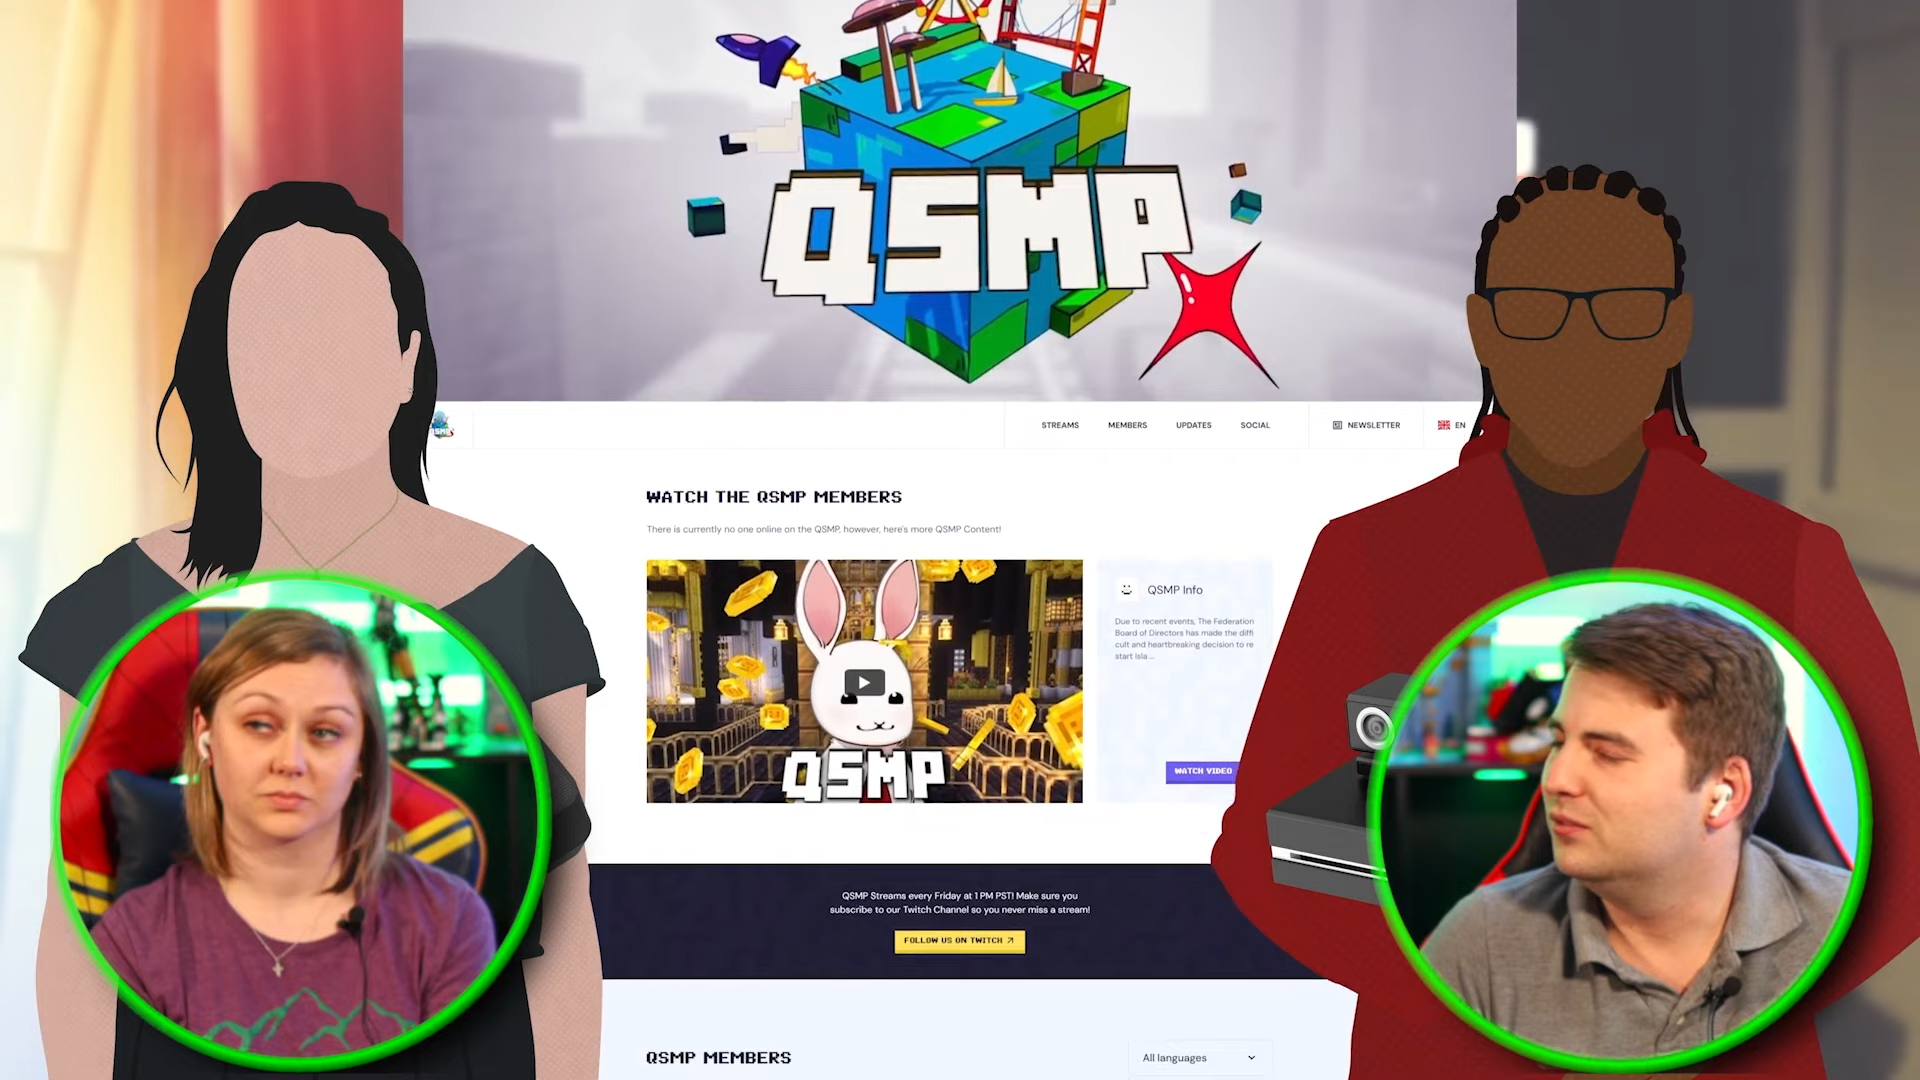 QSMP
STREAMS
MEMBERS
UPDATES
SOCIAL
NEWSLETTER
EN
WATCH THE QSMP MEMBERS
There is currently no one online on the QSMP, however, here's more QSMP Content!
QSMP
QSMP Info
Due to recent events, The Federation
Board of Directors has made the diffi
cult and heartbreaking decision to re
start Isla ...
WATCH VIDEO
QSMP Streams every Friday at 1 PM PST! Make sure you
subscribe to our Twitch Channel so you never miss a stream!
FOLLOW US ON TWITCH
QSMP MEMBERS
All languages